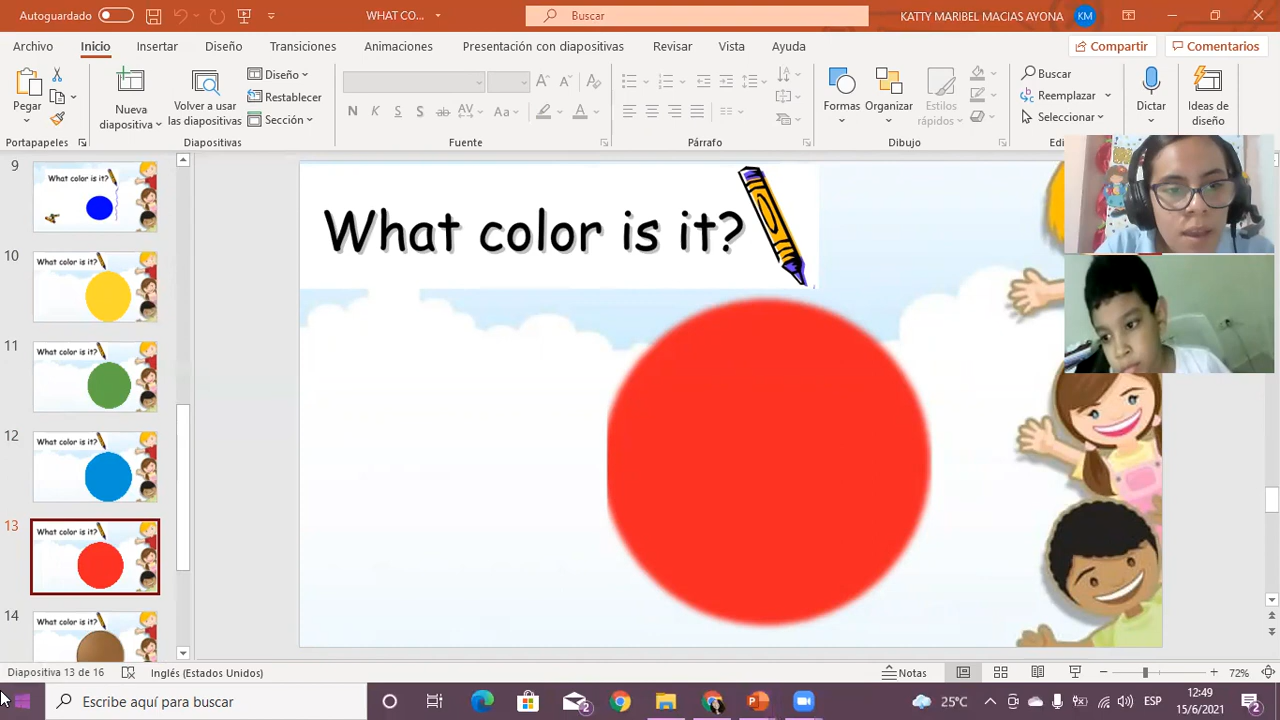 Autoguardado
WHAT CO...
Buscar
KATTY MARIBEL MACIAS AYONA
KM
Archivo
Inicio
Insertar
Diseño
Transiciones
Animaciones
Presentación con diapositivas
Revisar
Vista
Ayuda
Compartir
Comentarios
Pegar
Nueva
diapositiva
Volver a usar
las diapositivas
Diseño
Restablecer
Sección
N K S S ab AV Aa A
Formas
Organizar
Estilos
rápidos
Buscar
Reemplazar
Seleccionar
Dictar
Ideas de
diseño
Portapapeles
Diapositivas
Fuente
Párrafo
Dibujo
9
What color is it?
10
What color is it?
11
What color is it?
12
What color is it?
13
What color is it?
14
What color is it?
What color is it?
Diapositiva 13 de 16
Inglés (Estados Unidos)
Notas
72%
Escribe aquí para buscar
2
25°C
ESP
12:49
15/6/2021
2